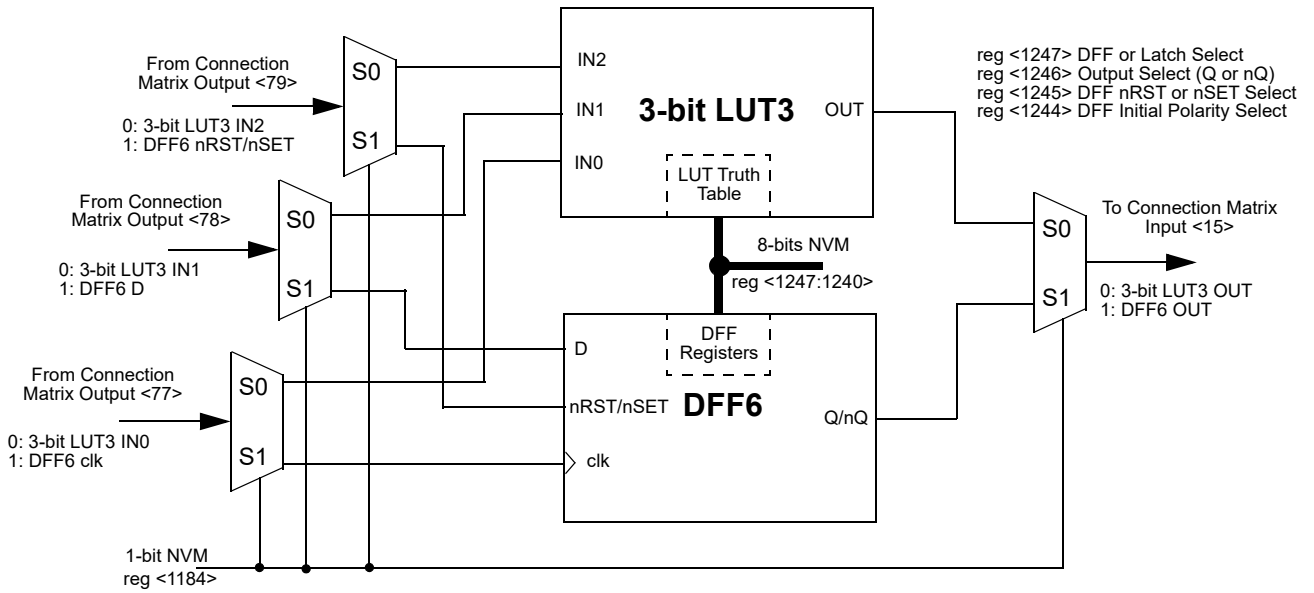 From Connection
Matrix Output <79>
0: 3-bit LUT3 IN2
1: DFF6 nRST/nSET
S0
S1
From Connection
Matrix Output <78>
0: 3-bit LUT3 IN1
1: DFF6 D
S0
S1
From Connection
Matrix Output <77>
0: 3-bit LUT3 IN0
1: DFF6 clk
S0
S1
1-bit NVM
reg <1184>
IN2
IN1
IN0
3-bit LUT3
OUT
LUT Truth
Table
8-bits NVM
reg <1247:1240>
DFF
Registers
D
nRST/nSET
clk
DFF6
Q/nQ
reg <1247> DFF or Latch Select
reg <1246> Output Select (Q or nQ)
reg <1245> DFF nRST or nSET Select
reg <1244> DFF Initial Polarity Select
S0
S1
To Connection Matrix
Input <15>
0: 3-bit LUT3 OUT
1: DFF6 OUT